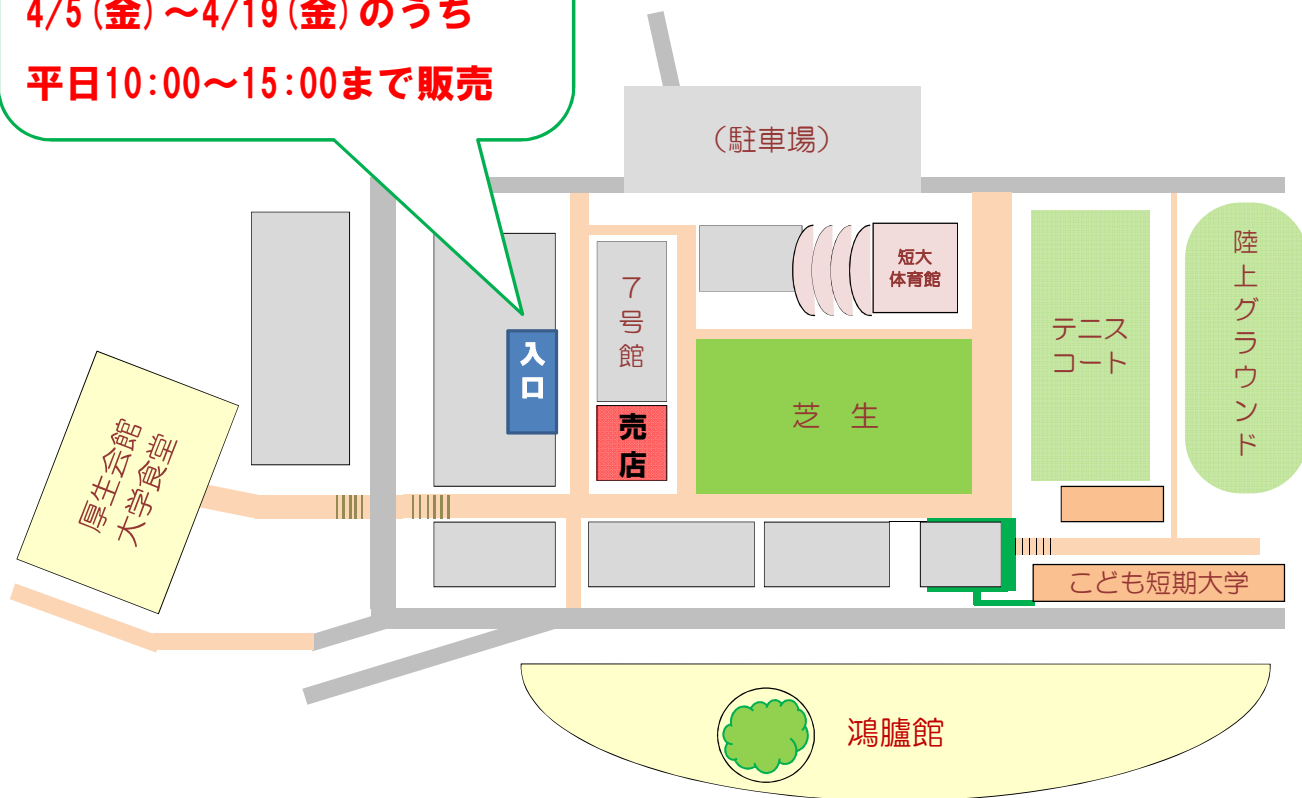 4/5(金)～4/19(金)のうち
平日10:00～15:00まで販売
（駐車場）
短大
体育館
7号館
入口
売店
芝 生
テニス
コート
陸上グラウンド
厚生会館
大学食堂
こども短期大学
鴻臚館